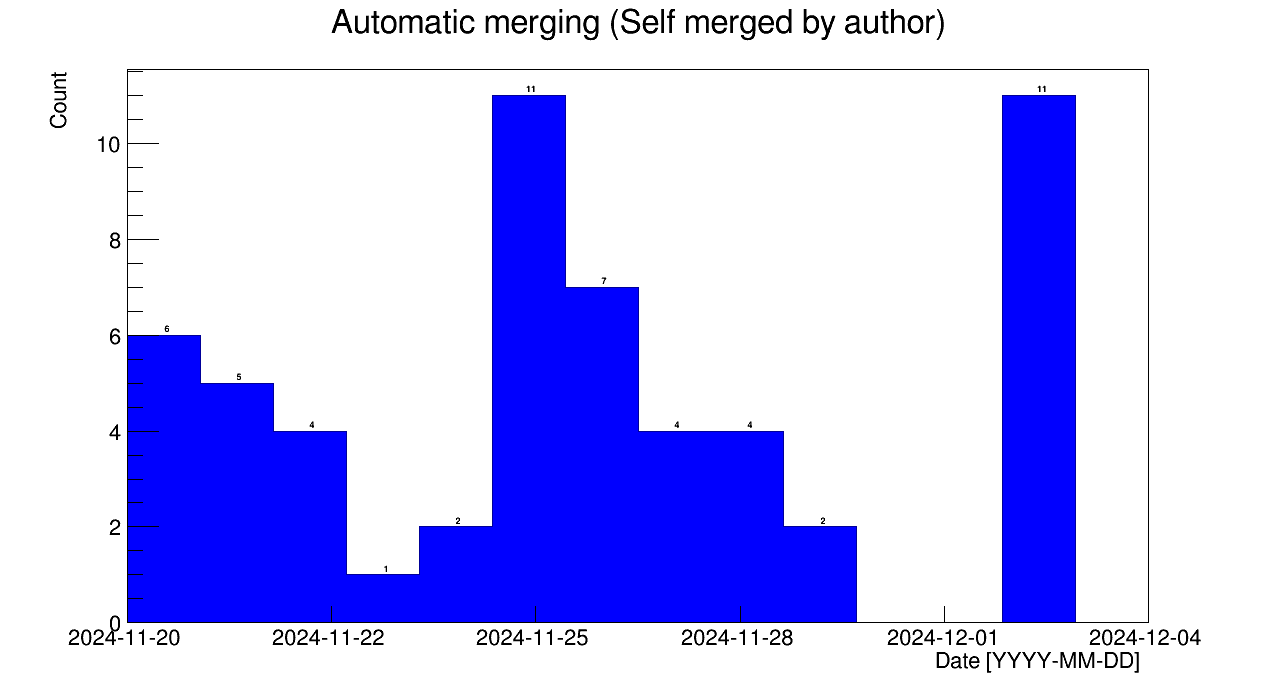 Automatic merging (Self merged by author)
Count
11 11
10
8
7
6 6
5
4 4 4 4
2 2 2
1
0
2024-11-20 2024-11-22 2024-11-25 2024-11-28 2024-12-01 2024-12-04
Date [YYYY-MM-DD]